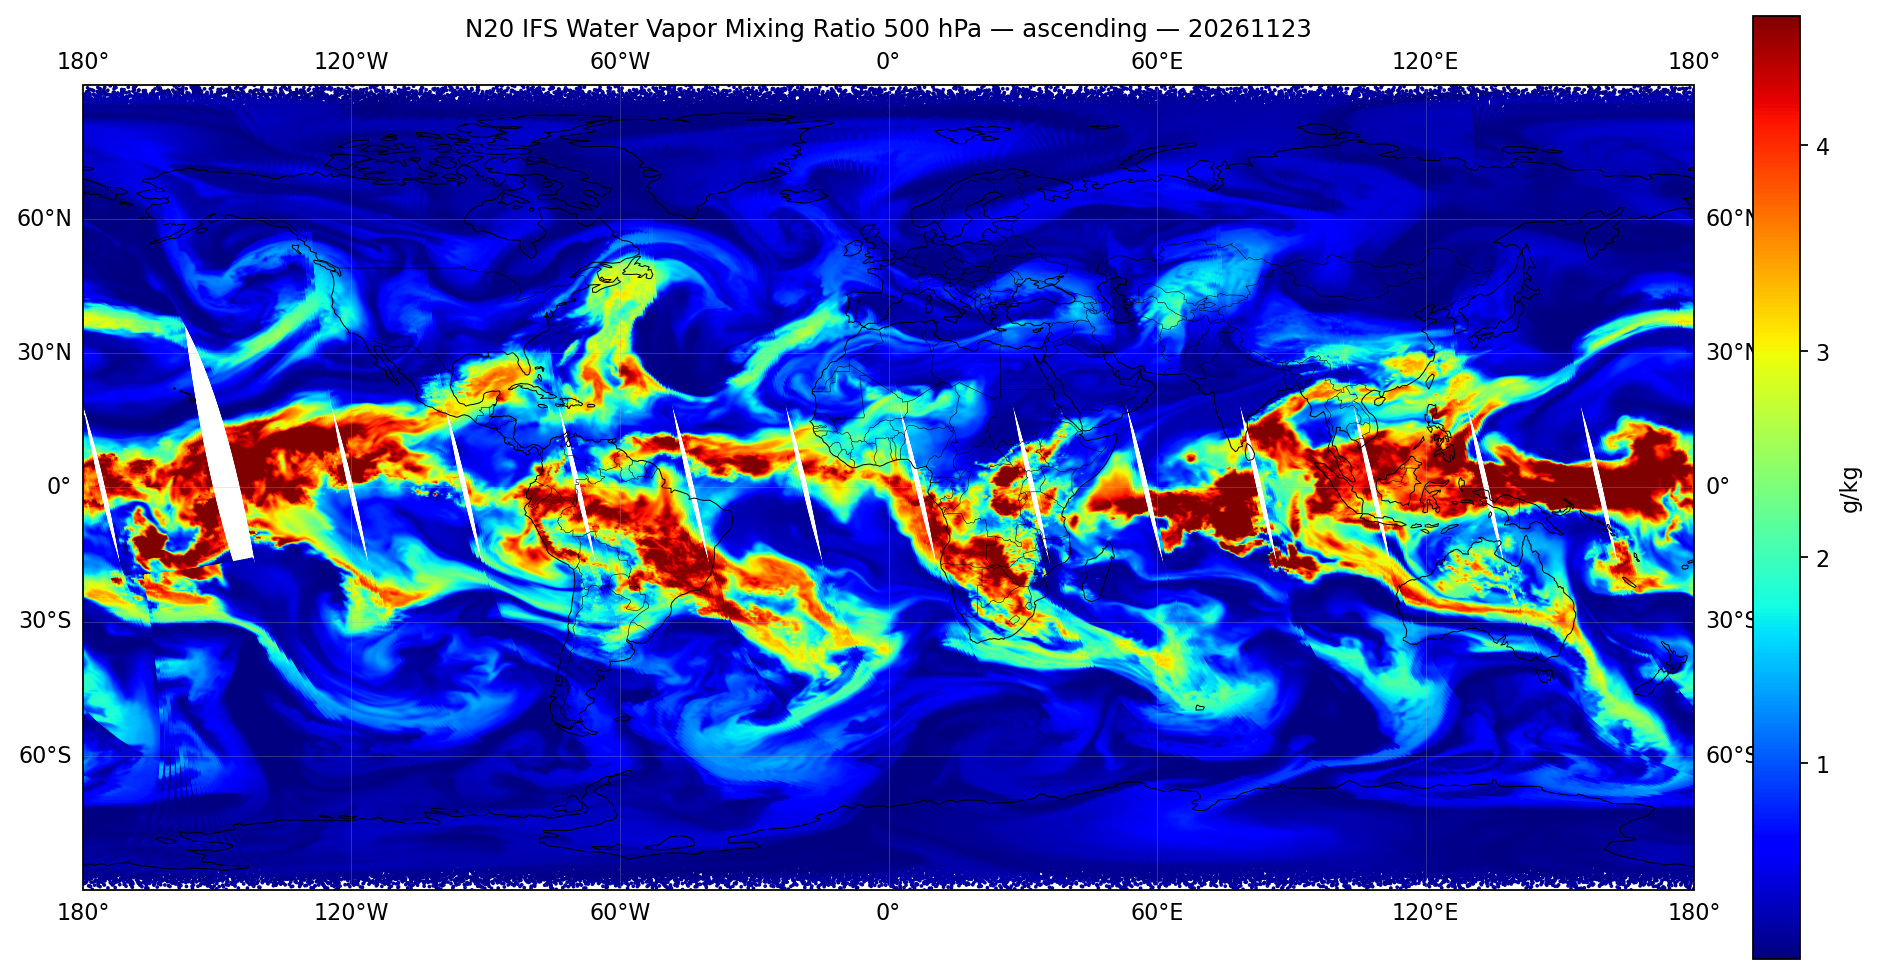 N20 IFS Water Vapor Mixing Ratio 500 hPa — ascending — 20261123
180° 120°W 60°W 0° 60°E 120°E 180°
60°N 60°N
30°N 30°N
0° 0°
30°S 30°S
60°S 60°S
180° 120°W 60°W 0° 60°E 120°E 180°
4
3
2
1
g/kg